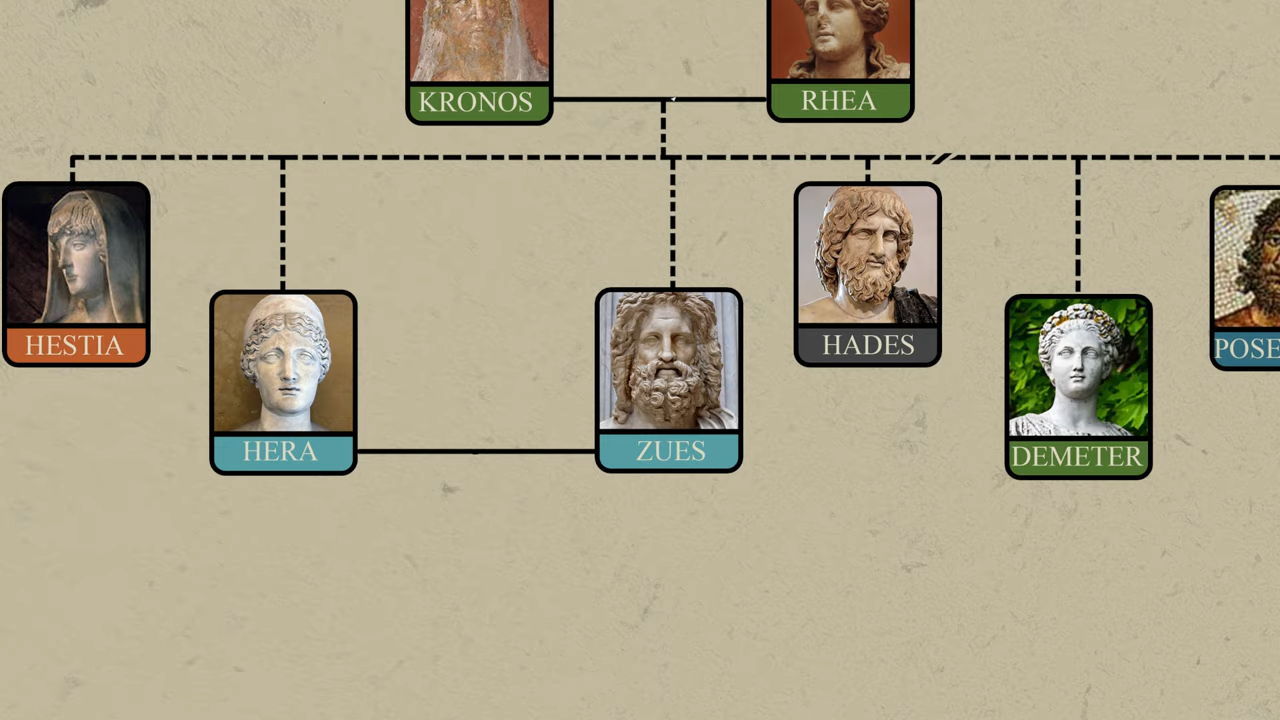 KRONOS
RHEA
HESTIA
HADES
POSE
HERA
ZUES
DEMETER